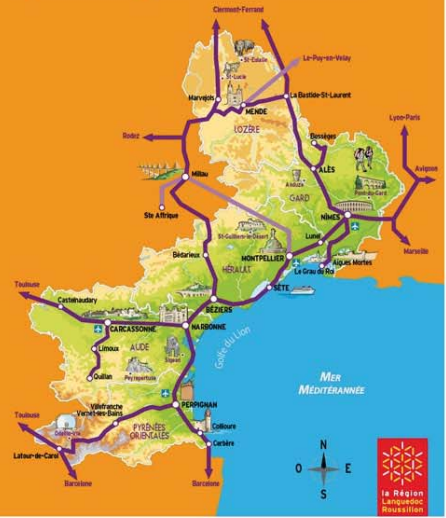 Clermont-Ferrand
St-Eulalie
Le-Puy-en-Velay
St-Lucie
Marvejols
MENDE
La Bastide-St-Laurent
LOZÈRE
Lyon-Paris
Rodez
Bessèges
Millau
ALÈS
Avignon
Anduze
GARD
Pont-du-Gard
Ste Affrique
NÎMES
St-Guilhem-le-Désert
Lunel
Bédarieux
MONTPELLIER
Aigues Mortes
Marseille
HÉRAULT
Le Grau du Roi
Toulouse
SÈTE
Castelnaudary
BÉZIERS
CARCASSONNE
NARBONNE
Golfe du Lion
Limoux
AUDE
Sigean
Quillan
Peyrepertuse
MER
MÉDITÉRANNÉE
Toulouse
Villefranche
Vernet-les-Bains
PERPIGNAN
PYRÉNÉES
ORIENTALES
Collioure
Latour-de-Carol
Cerbère
N
O
E
S
Barcelone
Barcelone
la Région
Languedoc
Roussillon